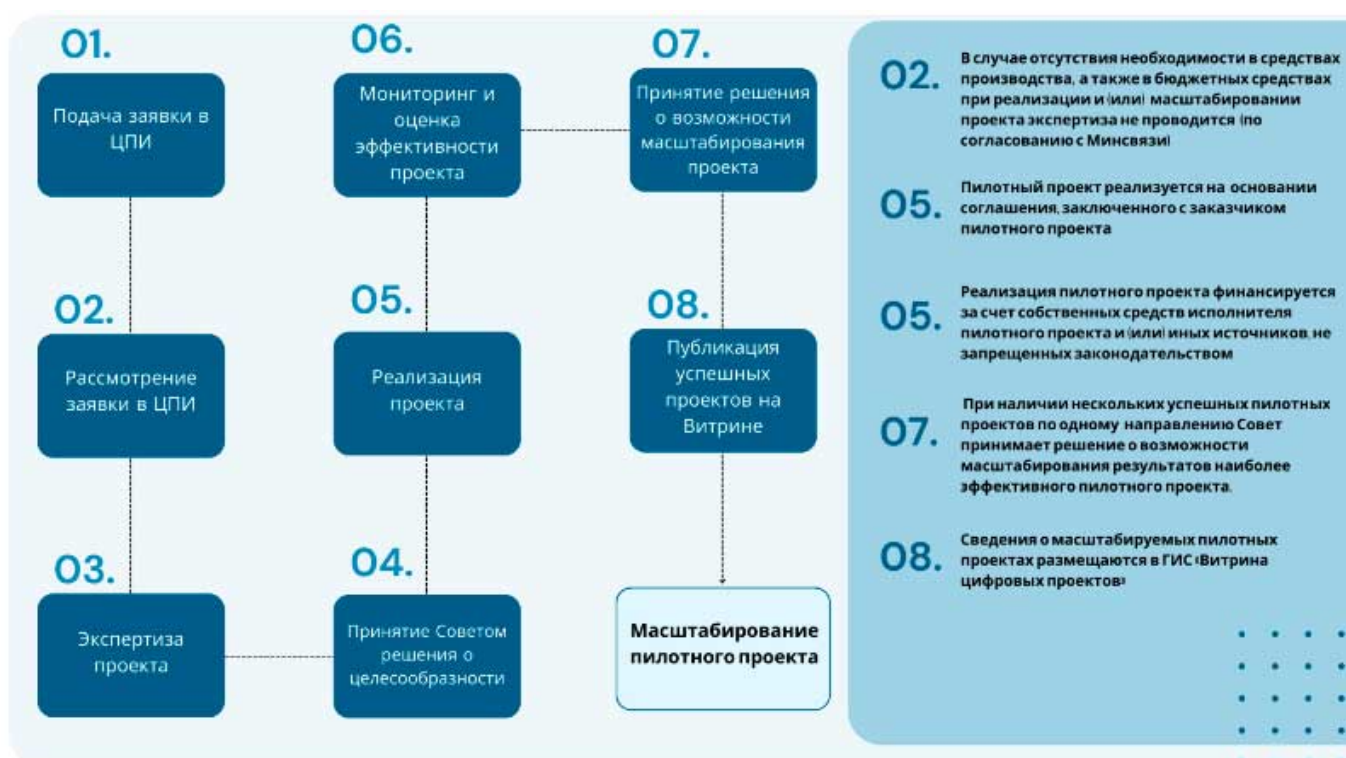 01.
Подача заявки в
ЦПИ
02.
Рассмотрение
заявки в ЦПИ
03.
Экспертиза
проекта
04.
Принятие Советом
решения о
целесообразности
05.
Реализация
проекта
06.
Мониторинг и
оценка
эффективности
проекта
07.
Принятие решения
о возможности
масштабирования
проекта
08.
Публикация
успешных
проектов на
Витрине
Масштабирование
пилотного проекта
02.
В случае отсутствия необходимости в средствах
производства, а также в бюджетных средствах
при реализации и (или) масштабировании
проекта экспертиза не проводится (по
согласованию с Минсвязи)
05.
Пилотный проект реализуется на основании
соглашения, заключенного с заказчиком
пилотного проекта
05.
Реализация пилотного проекта финансируется
за счет собственных средств исполнителя
пилотного проекта и (или) иных источников, не
запрещенных законодательством
07.
При наличии нескольких успешных пилотных
проектов по одному направлению Совет
принимает решение о возможности
масштабирования результатов наиболее
эффективного пилотного проекта.
08.
Сведения о масштабируемых пилотных
проектах размещаются в ГИС «Витрина
цифровых проектов»